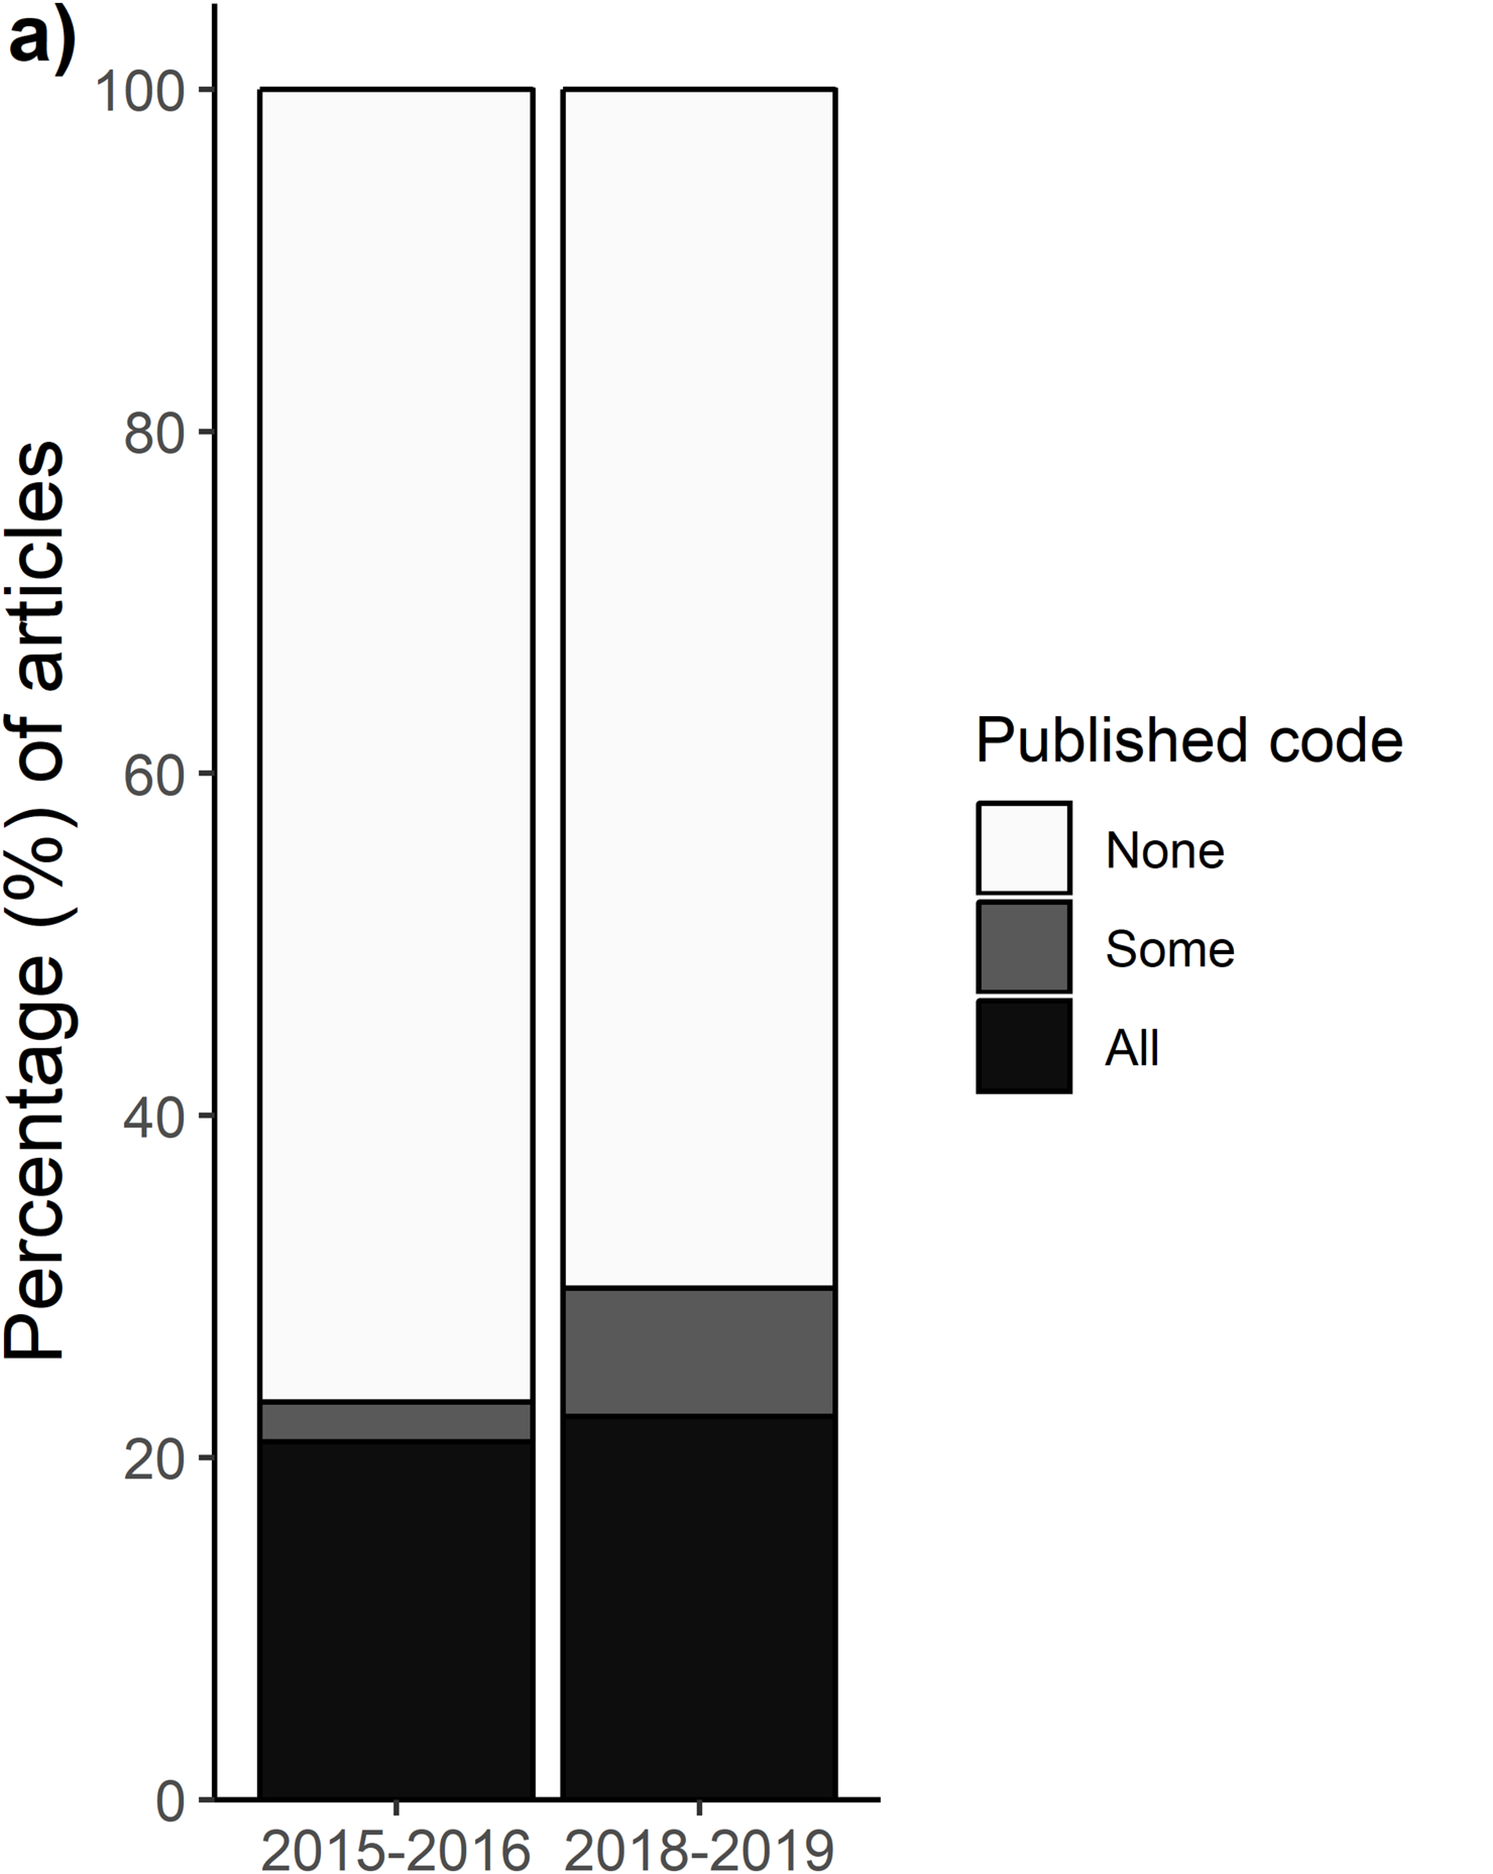 a)
Percentage (%) of articles
100
80
60
40
20
0
2015-2016
2018-2019
Published code
None
Some
All